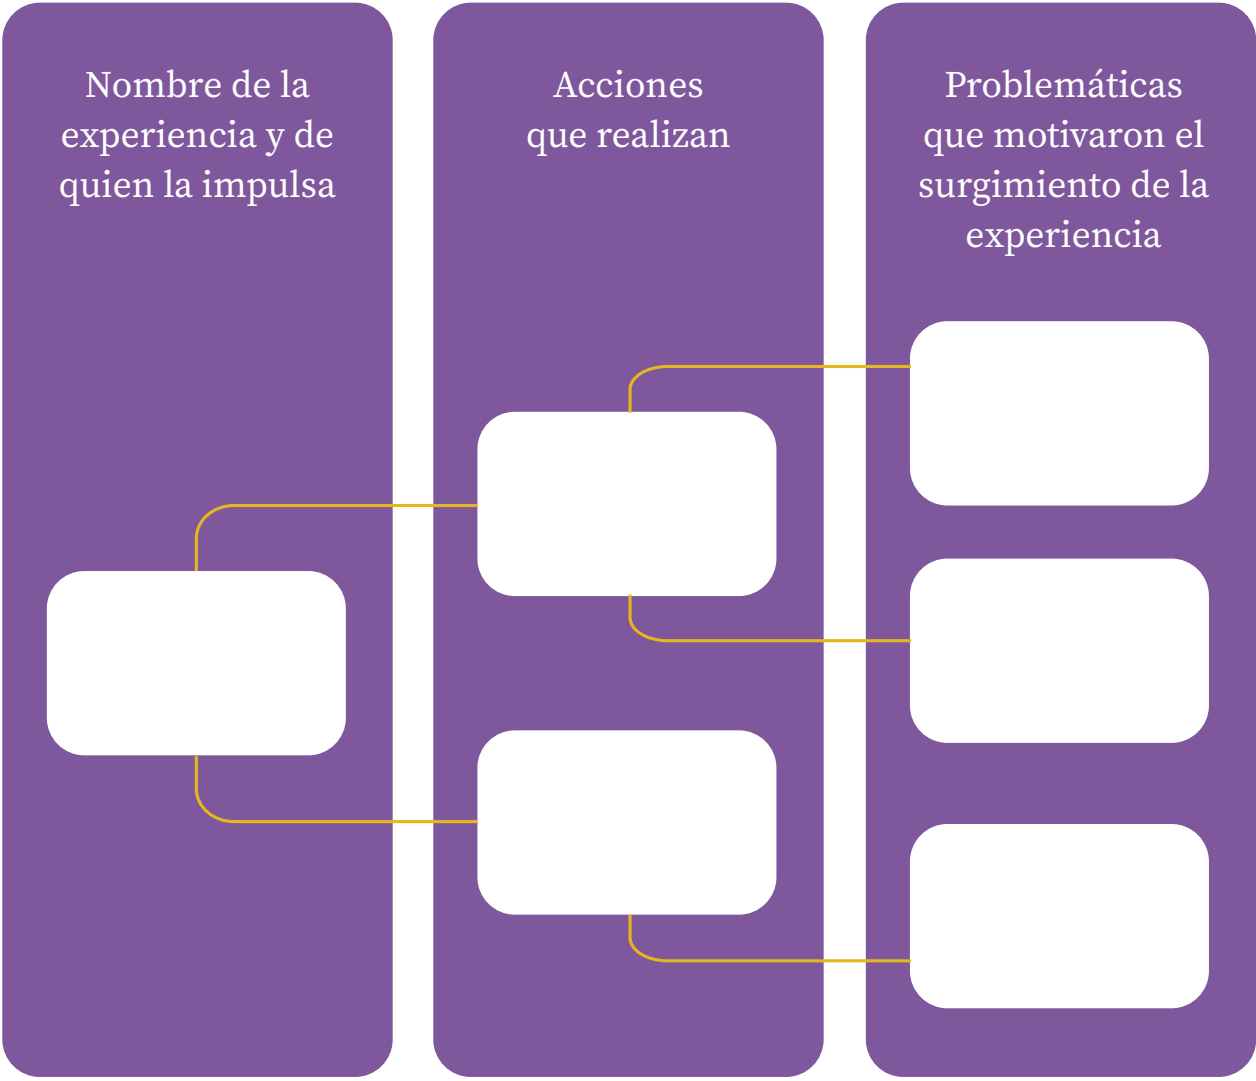 Nombre de la
experiencia y de
quien la impulsa
Acciones
que realizan
Problemáticas
que motivaron el
surgimiento de la
experiencia